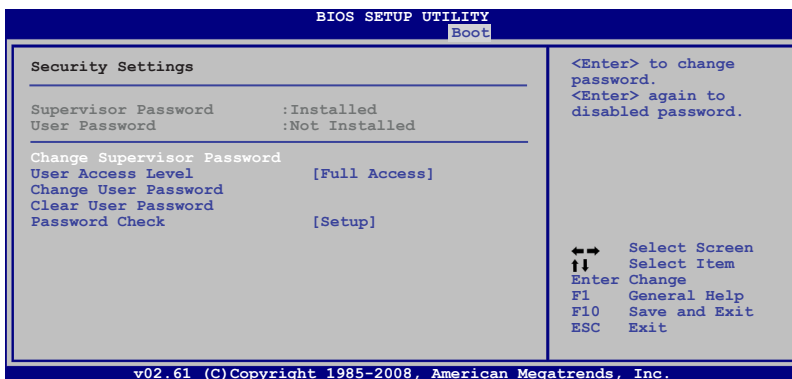 BIOS SETUP UTILITY
Boot
Security Settings
Supervisor Password :Installed
User Password :Not Installed
Change Supervisor Password
User Access Level [Full Access]
Change User Password
Clear User Password
Password Check [Setup]
<Enter> to change
password.
<Enter> again to
disabled password.
←→ Select Screen
↑↓ Select Item
Enter Change
F1 General Help
F10 Save and Exit
ESC Exit
v02.61 (C)Copyright 1985-2008, American Megatrends, Inc.